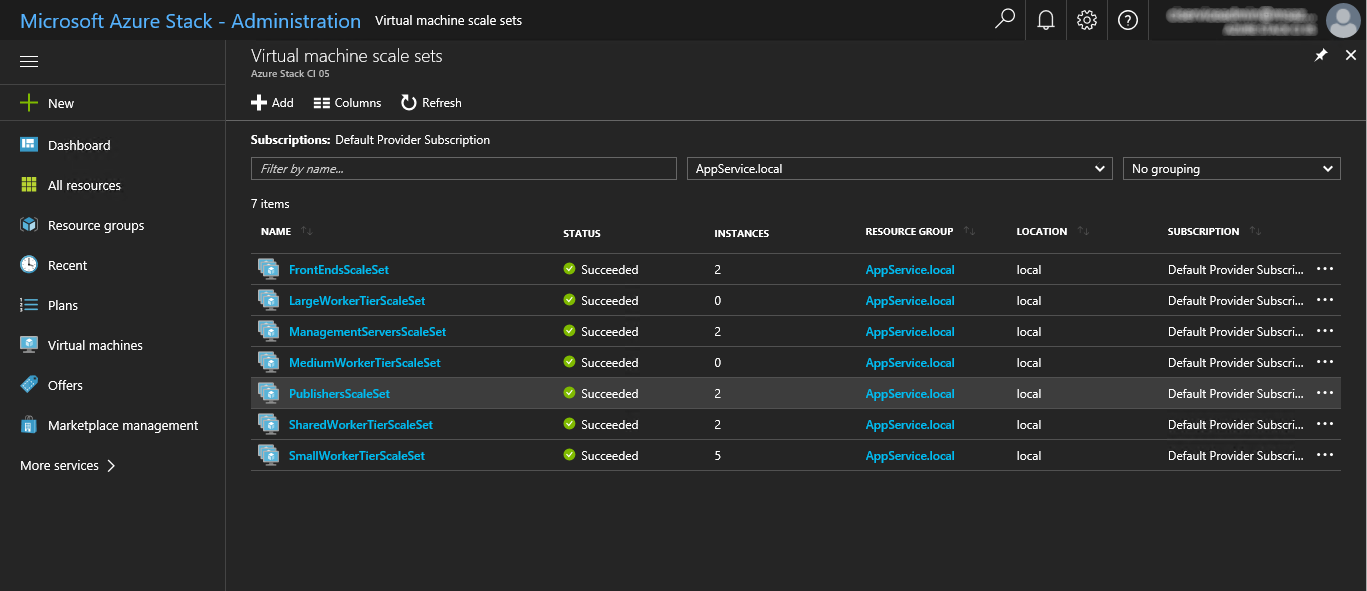 Microsoft Azure Stack - Administration Virtual machine scale sets
Virtual machine scale sets
Azure Stack CI 05
New
Dashboard
All resources
Resource groups
Recent
Plans
Virtual machines
Offers
Marketplace management
More services
Add Columns Refresh
Subscriptions: Default Provider Subscription
Filter by name... AppService.local No grouping
7 items
NAME STATUS INSTANCES RESOURCE GROUP LOCATION SUBSCRIPTION
FrontEndsScaleSet Succeeded 2 AppService.local local Default Provider Subscri... ...
LargeWorkerTierScaleSet Succeeded 0 AppService.local local Default Provider Subscri... ...
ManagementServersScaleSet Succeeded 2 AppService.local local Default Provider Subscri... ...
MediumWorkerTierScaleSet Succeeded 0 AppService.local local Default Provider Subscri... ...
PublishersScaleSet Succeeded 2 AppService.local local Default Provider Subscri... ...
SharedWorkerTierScaleSet Succeeded 2 AppService.local local Default Provider Subscri... ...
SmallWorkerTierScaleSet Succeeded 5 AppService.local local Default Provider Subscri... ...